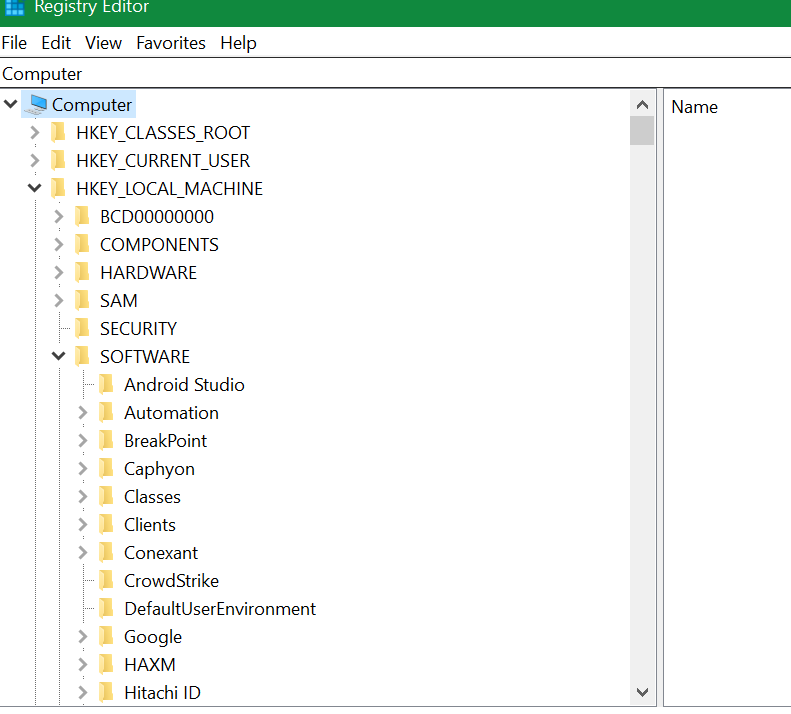 Registry Editor
File Edit View Favorites Help
Computer
Computer
Name
HKEY_CLASSES_ROOT
HKEY_CURRENT_USER
HKEY_LOCAL_MACHINE
BCD00000000
COMPONENTS
HARDWARE
SAM
SECURITY
SOFTWARE
Android Studio
Automation
BreakPoint
Caphyon
Classes
Clients
Conexant
CrowdStrike
DefaultUserEnvironment
Google
HAXM
Hitachi ID